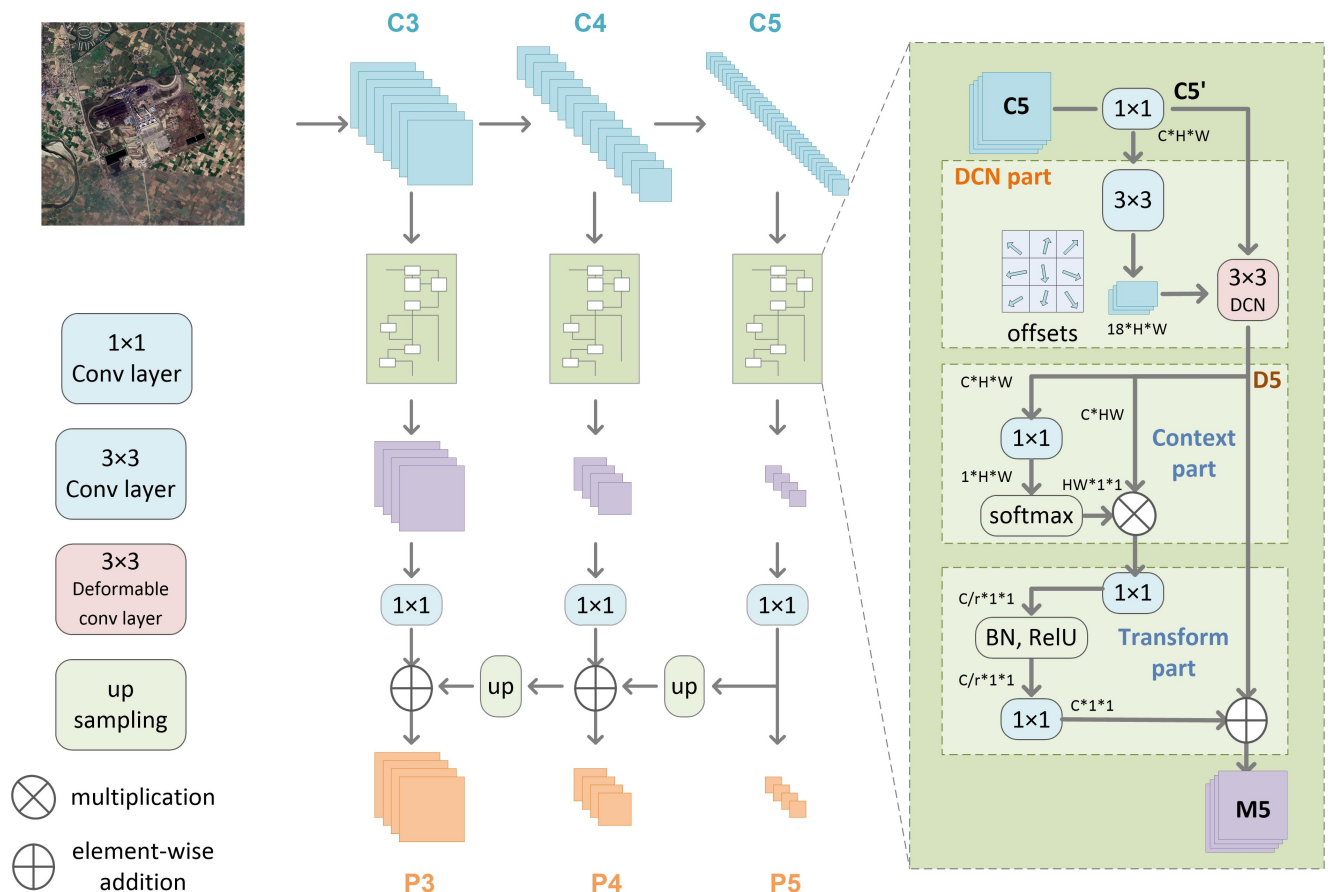 C3
C4
C5
1×1
Conv layer
3×3
Conv layer
3×3
Deformable
conv layer
up
sampling
multiplication
element-wise
addition
1×1
1×1
1×1
up
up
P3
P4
P5
C5
1×1
C5'
C*H*W
DCN part
3×3
offsets
18*H*W
3×3
DCN
D5
C*H*W
C*HW
1×1
Context
part
1*H*W
HW*1*1
softmax
1×1
C/r*1*1
BN, RelU
Transform
part
C/r*1*1
1×1
C*1*1
M5